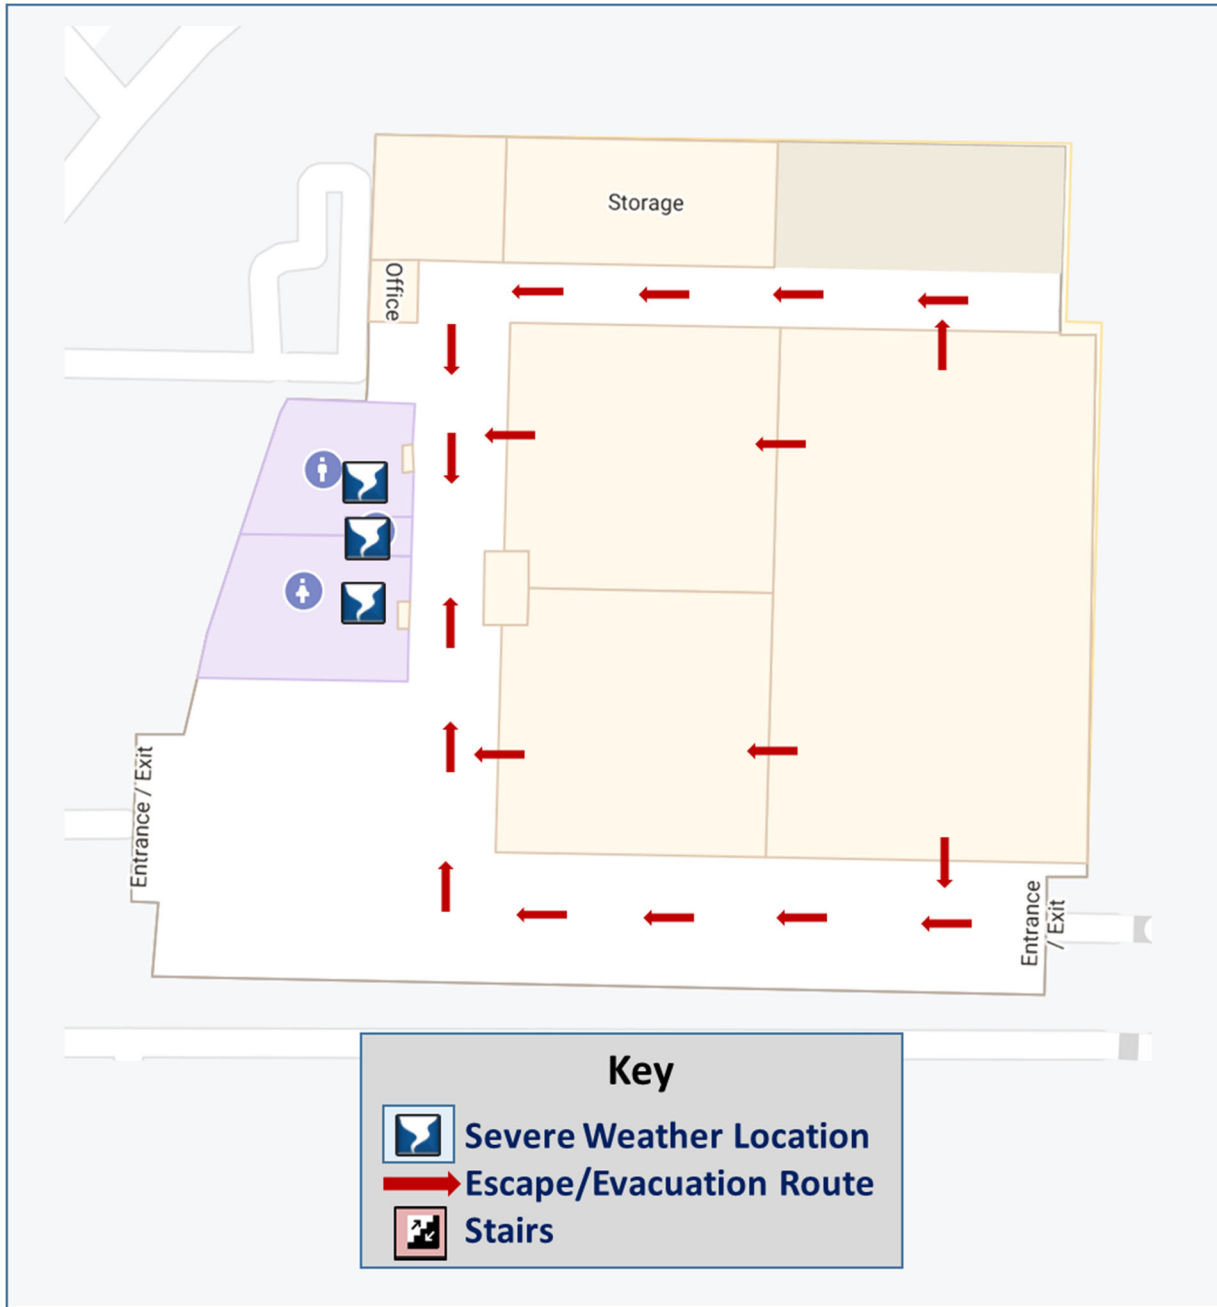 Storage
Office
Entrance / Exit
Entrance
/ Exit
Key
Severe Weather Location
Escape/Evacuation Route
Stairs